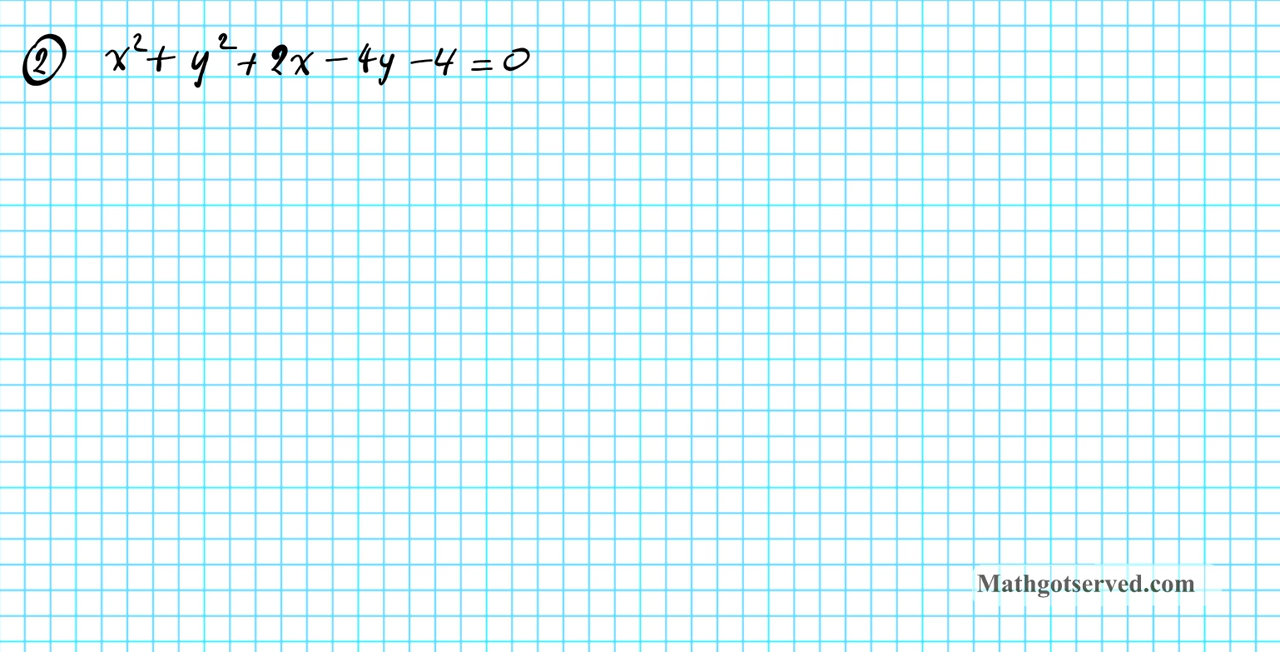 ② x² + y² + 2x - 4y - 4 = 0
Mathgotserved.com